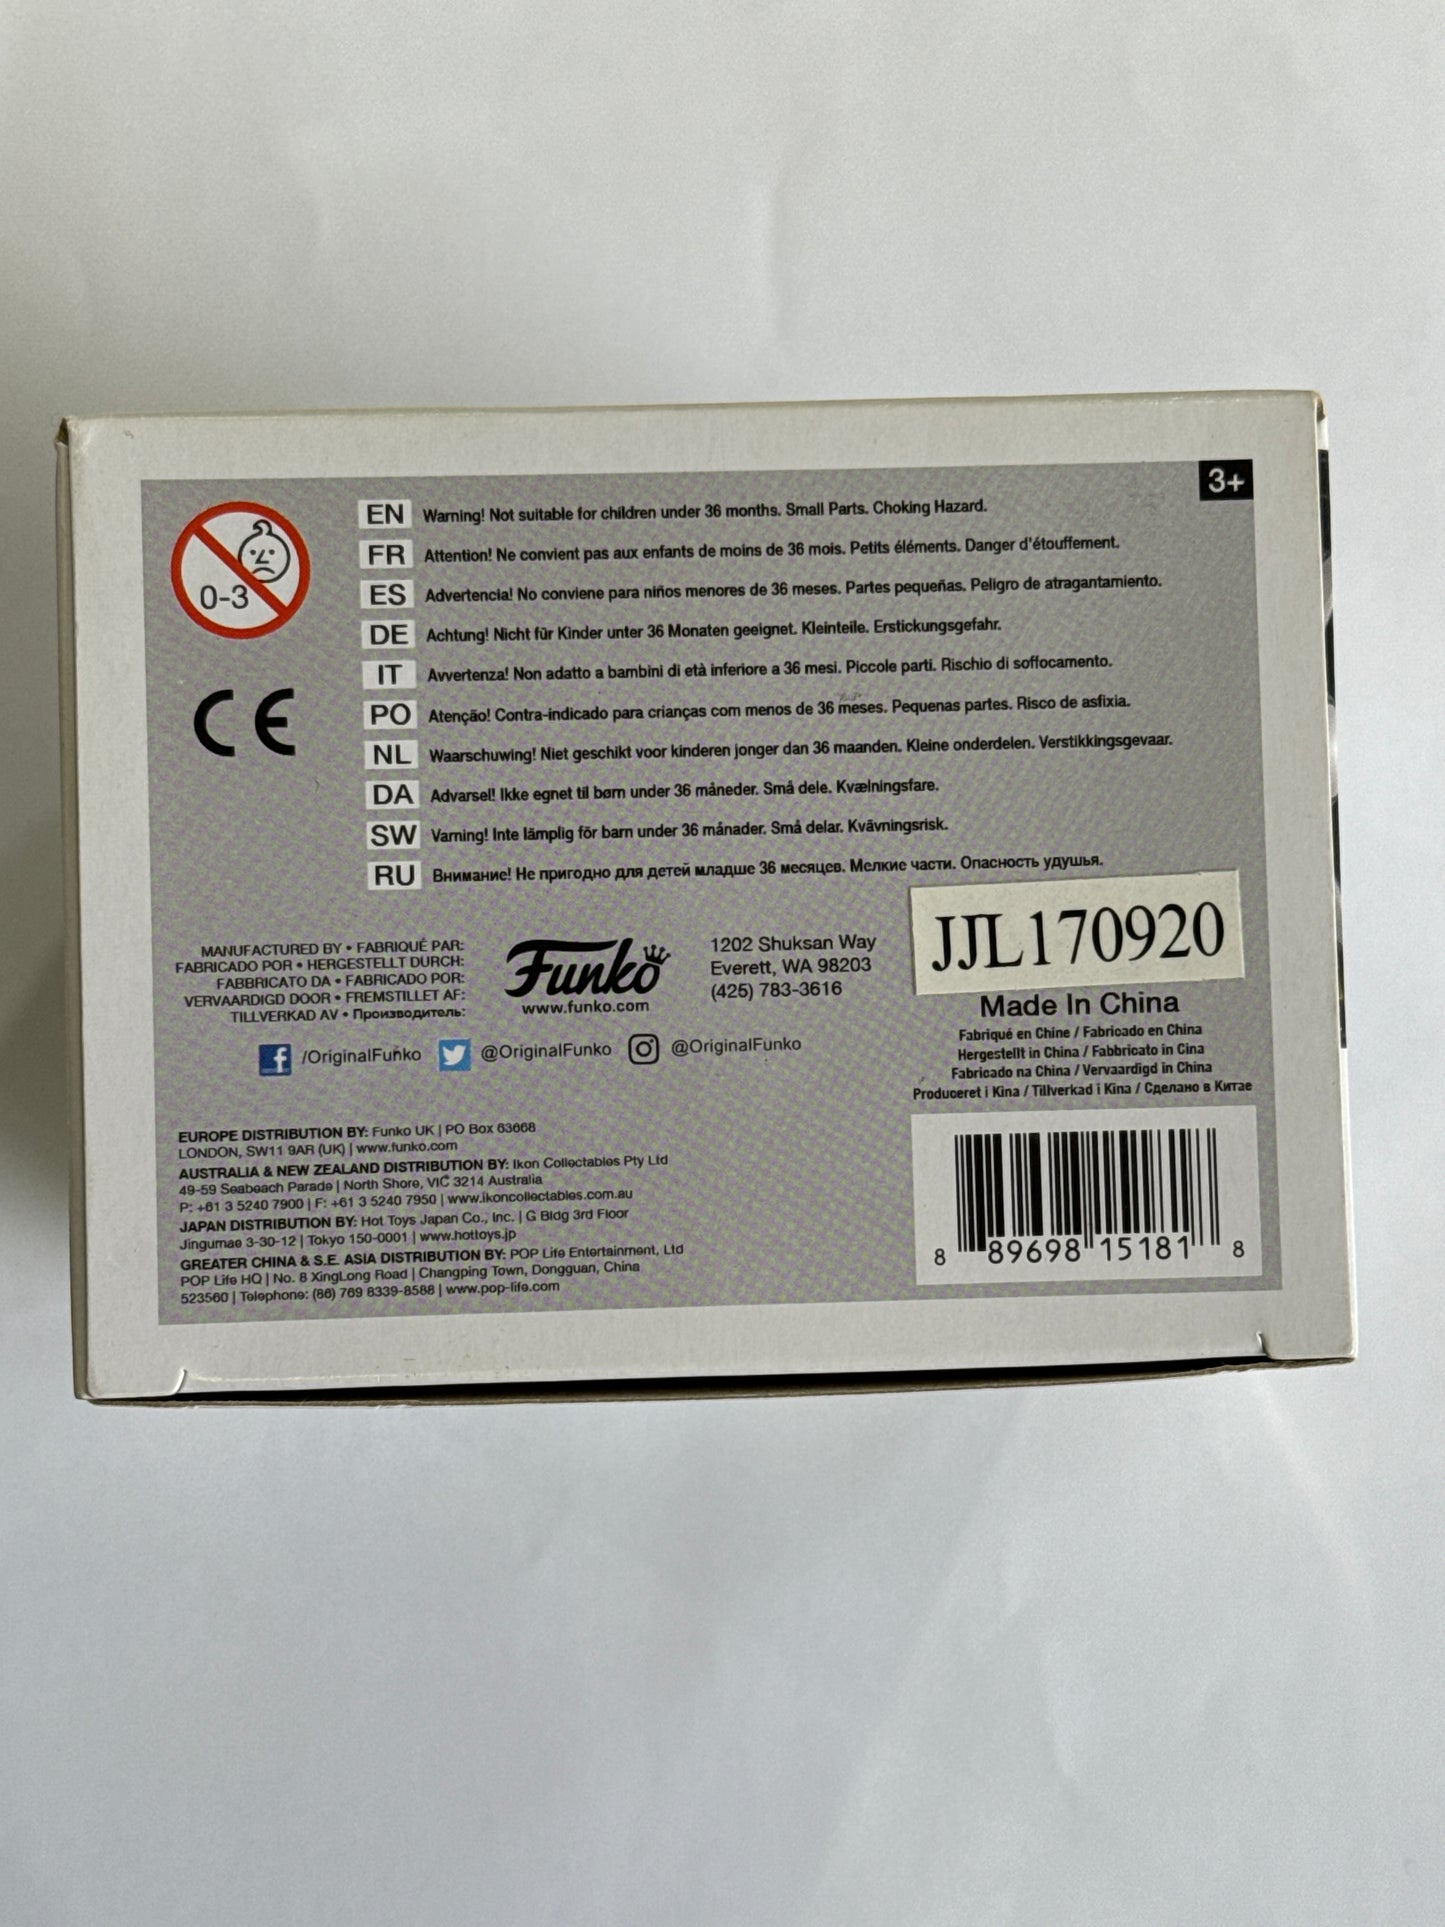 3+
0-3
EN Warning! Not suitable for children under 36 months. Small Parts. Choking Hazard.
FR Attention! Ne convient pas aux enfants de moins de 36 mois. Petits éléments. Danger d'étouffement.
ES Advertencia! No conviene para niños menores de 36 meses. Partes pequeñas. Peligro de atragantamiento.
DE Achtung! Nicht für Kinder unter 36 Monaten geeignet. Kleinteile. Erstickungsgefahr.
IT Avvertenza! Non adatto a bambini di età inferiore a 36 mesi. Piccole parti. Rischio di soffocamento.
PO Atenção! Contra-indicado para crianças com menos de 36 meses. Pequenas partes. Risco de asfixia.
NL Waarschuwing! Niet geschikt voor kinderen jonger dan 36 maanden. Kleine onderdelen. Verstikkingsgevaar.
DA Advarsel! Ikke egnet til børn under 36 måneder. Små dele. Kvælningsfare.
SW Varning! Inte lämplig för barn under 36 månader. Små delar. Kvävningsrisk.
RU Внимание! Не пригодно для детей младше 36 месяцев. Мелкие части. Опасность удушья.
CE
MANUFACTURED BY • FABRIQUÉ PAR:
FABRICADO POR • HERGESTELLT DURCH:
FABBRICATO DA • FABRICADO POR:
VERVAARDIGD DOOR • FREMSTILLET AF:
TILLVERKAD AV • Производитель:
Funko
www.funko.com
1202 Shuksan Way
Everett, WA 98203
(425) 783-3616
/OriginalFunko @OriginalFunko @OriginalFunko
JJL170920
Made In China
Fabriqué en Chine / Fabricado en China
Hergestellt in China / Fabbricato in Cina
Fabricado na China / Vervaardigd in China
Produceret i Kina / Tillverkad i Kina / Сделано в Китае
EUROPE DISTRIBUTION BY: Funko UK | PO Box 63668
LONDON, SW11 9AR (UK) | www.funko.com
AUSTRALIA & NEW ZEALAND DISTRIBUTION BY: Ikon Collectables Pty Ltd
49-59 Seabeach Parade | North Shore, VIC 3214 Australia
P: +61 3 5240 7900 | F: +61 3 5240 7950 | www.ikoncollectables.com.au
JAPAN DISTRIBUTION BY: Hot Toys Japan Co., Inc. | G Bldg 3rd Floor
Jingumae 3-30-12 | Tokyo 150-0001 | www.hottoys.jp
GREATER CHINA & S.E. ASIA DISTRIBUTION BY: POP Life Entertainment, Ltd
POP Life HQ | No. 8 XingLong Road | Changping Town, Dongguan, China
523560 | Telephone: (86) 769 8339-8588 | www.pop-life.com
8 89698 15181 8